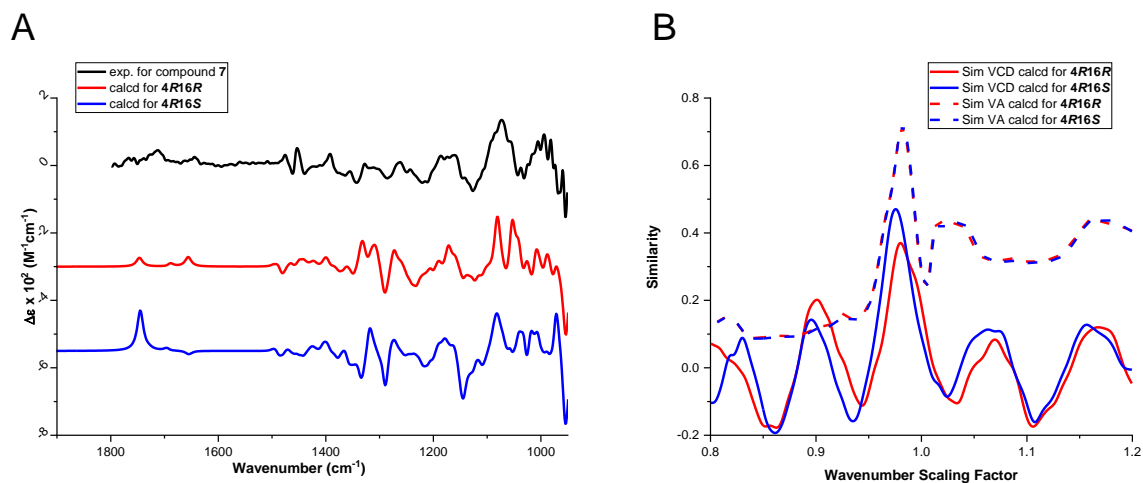 A
exp. for compound 7
calcd for 4R16R
calcd for 4R16S
2
0
-2
-4
-6
-8
Δε x 10² (M⁻¹cm⁻¹)
1800 1600 1400 1200 1000
Wavenumber (cm⁻¹)
B
Sim VCD calcd for 4R16R
Sim VCD calcd for 4R16S
Sim VA calcd for 4R16R
Sim VA calcd for 4R16S
0.8
0.6
0.4
0.2
0.0
-0.2
Similarity
0.8 0.9 1.0 1.1 1.2
Wavenumber Scaling Factor